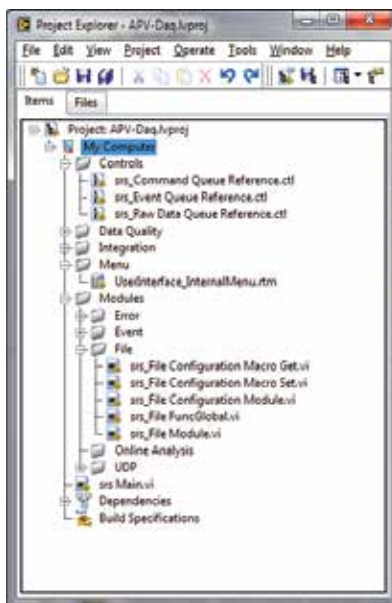 Project Explorer - APV-Daq.lvproj
File Edit View Project Operate Tools Window Help
Items Files
Project: APV-Daq.lvproj
My Computer
Controls
srs_Command Queue Reference.ctl
srs_Event Queue Reference.ctl
srs_Raw Data Queue Reference.ctl
Data Quality
Integration
Menu
UserInterface_InternalMenu.rtm
Modules
Error
Event
File
srs_File Configuration Macro Get.vi
srs_File Configuration Macro Set.vi
srs_File Configuration Module.vi
srs_File FuncGlobal.vi
srs_File Module.vi
Online Analysis
UDP
srs Main.vi
Dependencies
Build Specifications